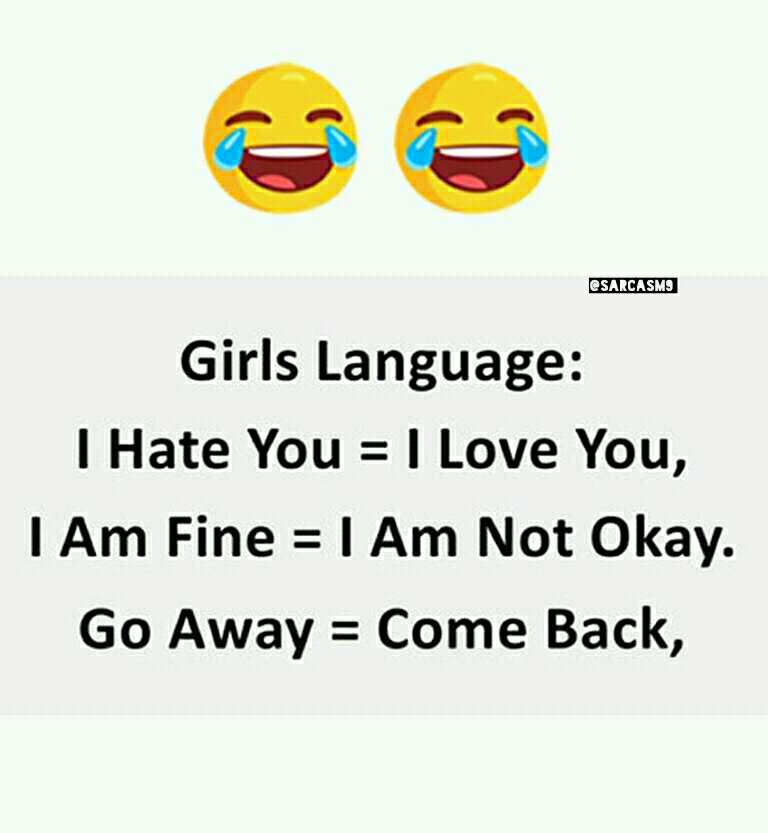 @SARCASM9
Girls Language:
I Hate You = I Love You,
I Am Fine = I Am Not Okay.
Go Away = Come Back,